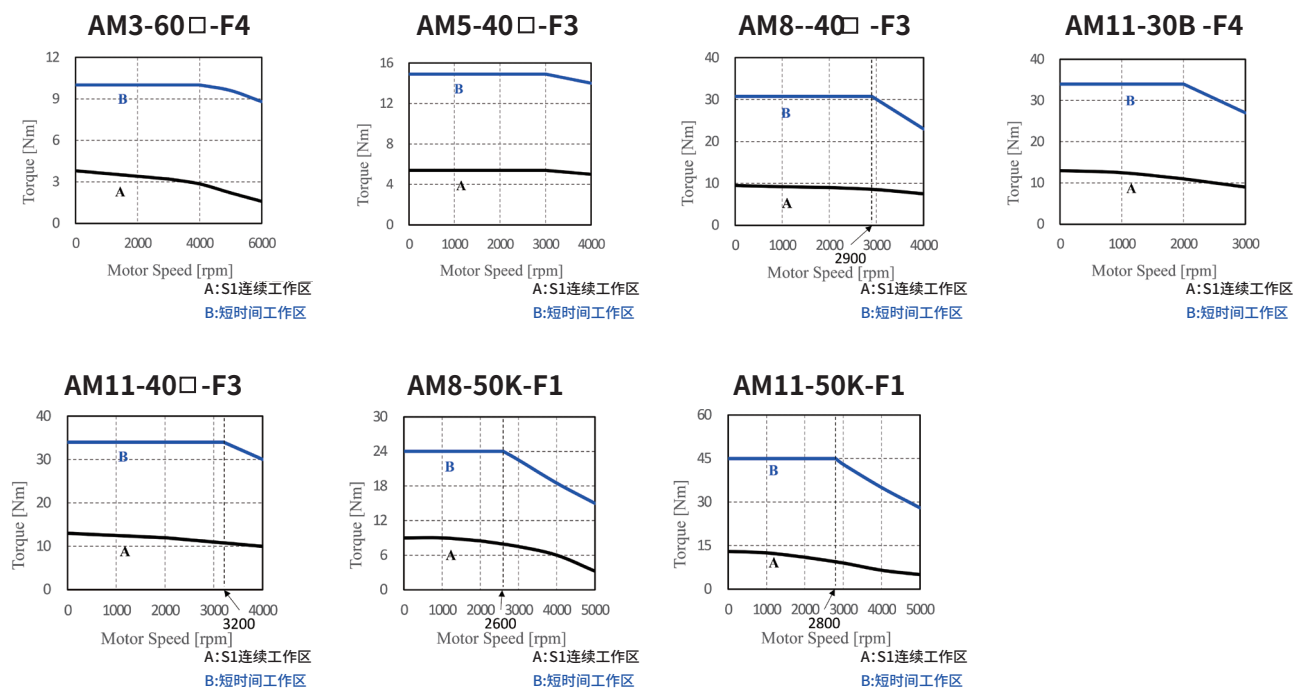 AM3-60□-F4
12
9
6
3
0
Torque [Nm]
B
A
0 2000 4000 6000
Motor Speed [rpm]
A:S1连续工作区
B:短时间工作区
AM5-40□-F3
16
12
8
4
0
Torque [Nm]
B
A
0 1000 2000 3000 4000
Motor Speed [rpm]
A:S1连续工作区
B:短时间工作区
AM8--40□ -F3
40
30
20
10
0
Torque [Nm]
B
A
0 1000 2000 3000 4000
2900
Motor Speed [rpm]
A:S1连续工作区
B:短时间工作区
AM11-30B -F4
40
30
20
10
0
Torque [Nm]
B
A
0 1000 2000 3000
Motor Speed [rpm]
A:S1连续工作区
B:短时间工作区
AM11-40□-F3
40
30
20
10
0
Torque [Nm]
B
A
0 1000 2000 3000 4000
3200
Motor Speed [rpm]
A:S1连续工作区
B:短时间工作区
AM8-50K-F1
30
24
18
12
6
0
Torque [Nm]
B
A
0 1000 2000 3000 4000 5000
2600
Motor Speed [rpm]
A:S1连续工作区
B:短时间工作区
AM11-50K-F1
60
45
30
15
0
Torque [Nm]
B
A
0 1000 2000 3000 4000 5000
2800
Motor Speed [rpm]
A:S1连续工作区
B:短时间工作区